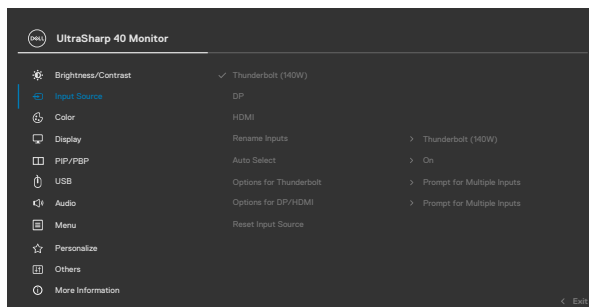 DELL UltraSharp 40 Monitor
Brightness/Contrast ✓ Thunderbolt (140W)
Input Source DP
Color HDMI
Display Rename Inputs > Thunderbolt (140W)
PIP/PBP Auto Select > On
USB Options for Thunderbolt > Prompt for Multiple Inputs
Audio Options for DP/HDMI > Prompt for Multiple Inputs
Menu Reset Input Source
Personalize
Others
More Information
< Exit